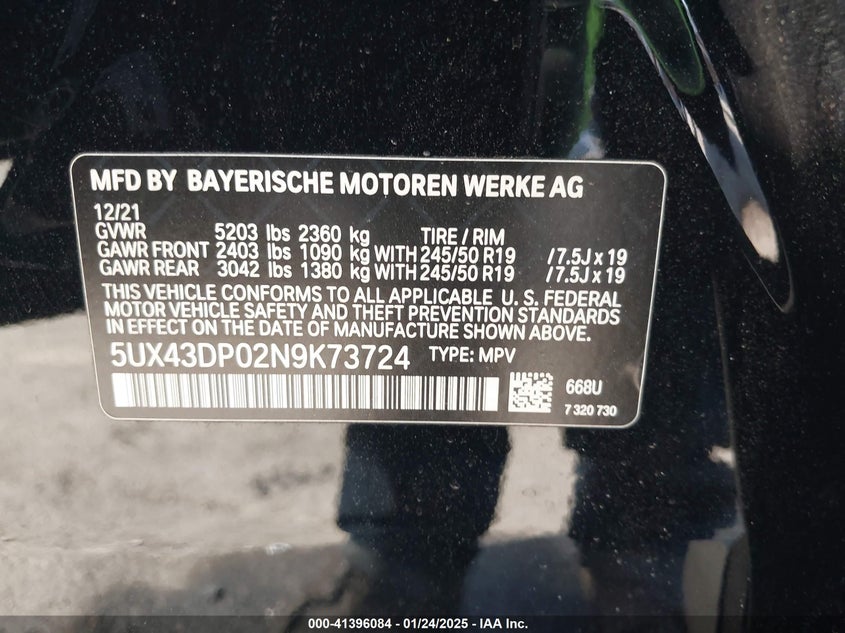 MFD BY BAYERISCHE MOTOREN WERKE AG
12/21
GVWR 5203 lbs 2360 kg TIRE / RIM
GAWR FRONT 2403 lbs 1090 kg WITH 245/50 R19 /7.5J x 19
GAWR REAR 3042 lbs 1380 kg WITH 245/50 R19 /7.5J x 19
THIS VEHICLE CONFORMS TO ALL APPLICABLE U. S. FEDERAL
MOTOR VEHICLE SAFETY AND THEFT PREVENTION STANDARDS
IN EFFECT ON THE DATE OF MANUFACTURE SHOWN ABOVE.
5UX43DP02N9K73724 TYPE: MPV
668U
7 320 730
000-41396084 - 01/24/2025 - IAA Inc.